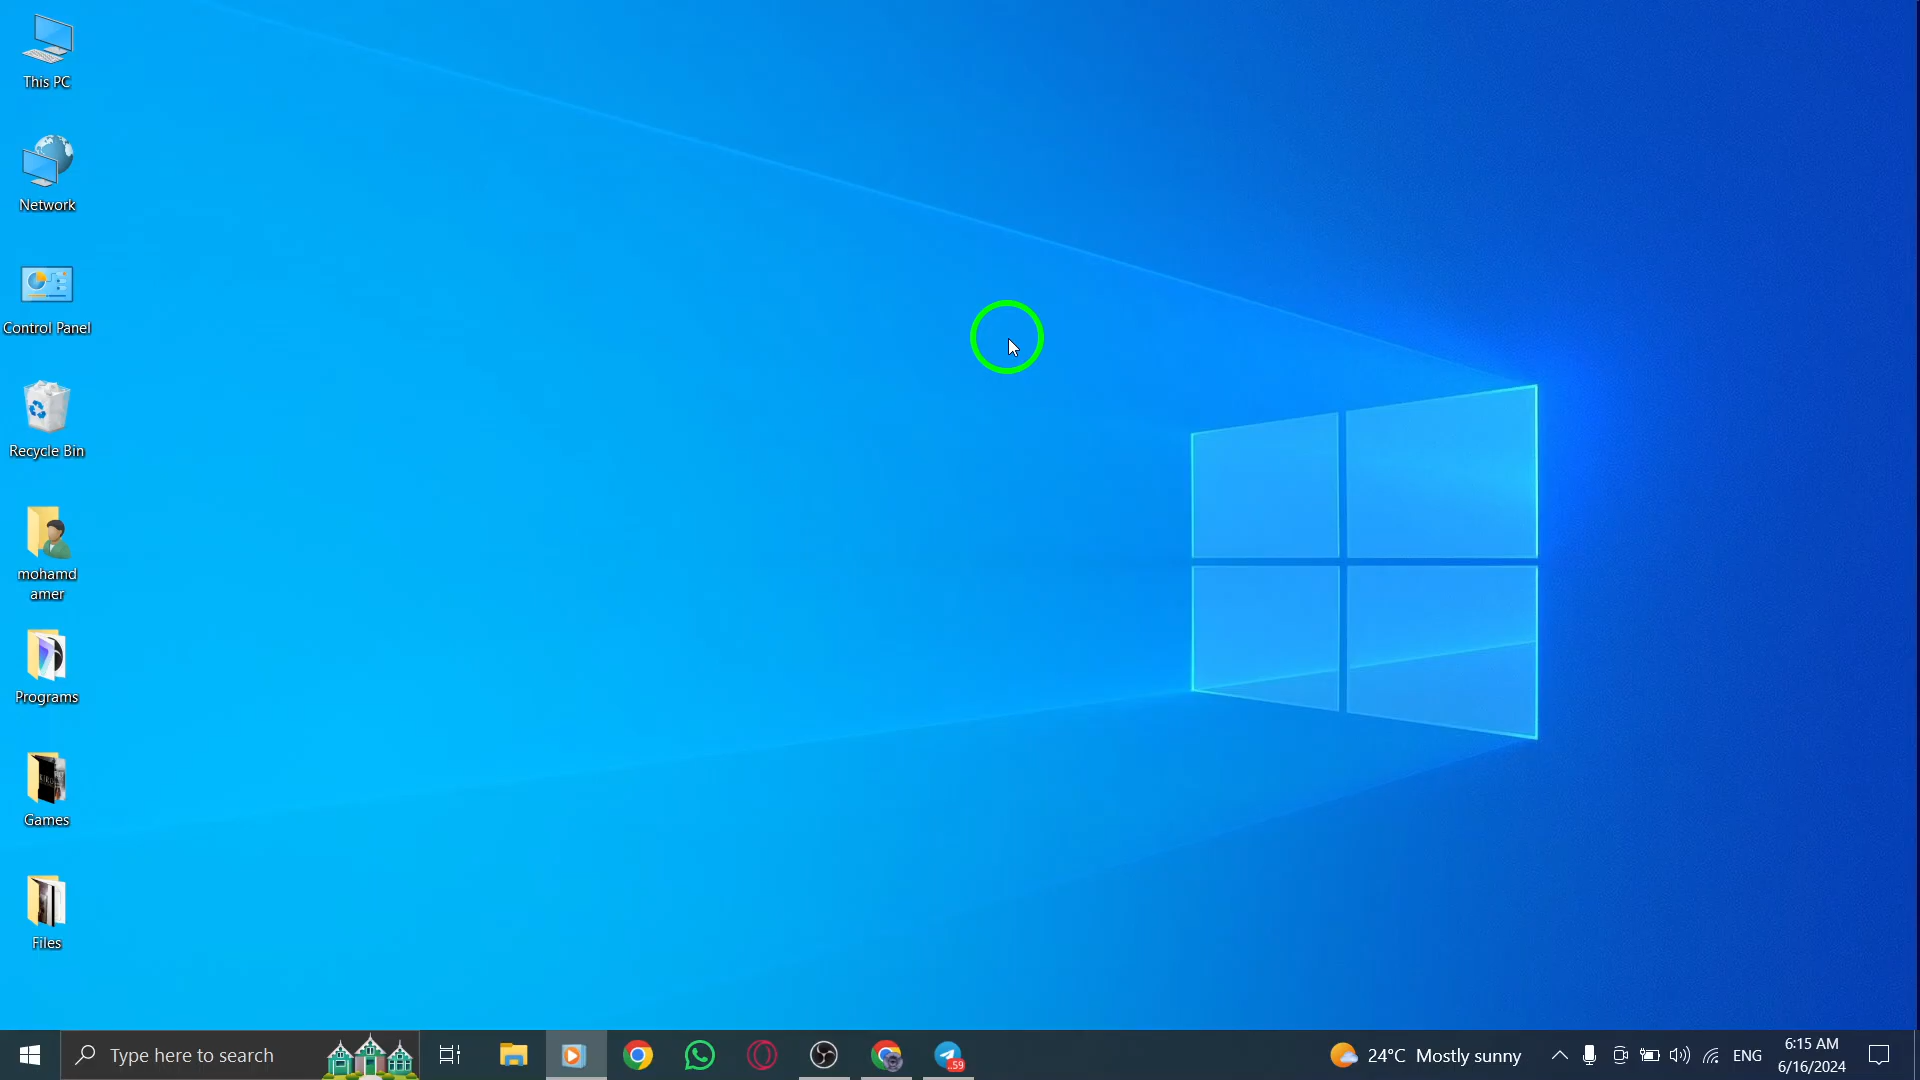 This PC
Network
Control Panel
Recycle Bin
mohamd
amer
Programs
Games
Files
Type here to search
59
24°C Mostly sunny
ENG
6:15 AM
6/16/2024